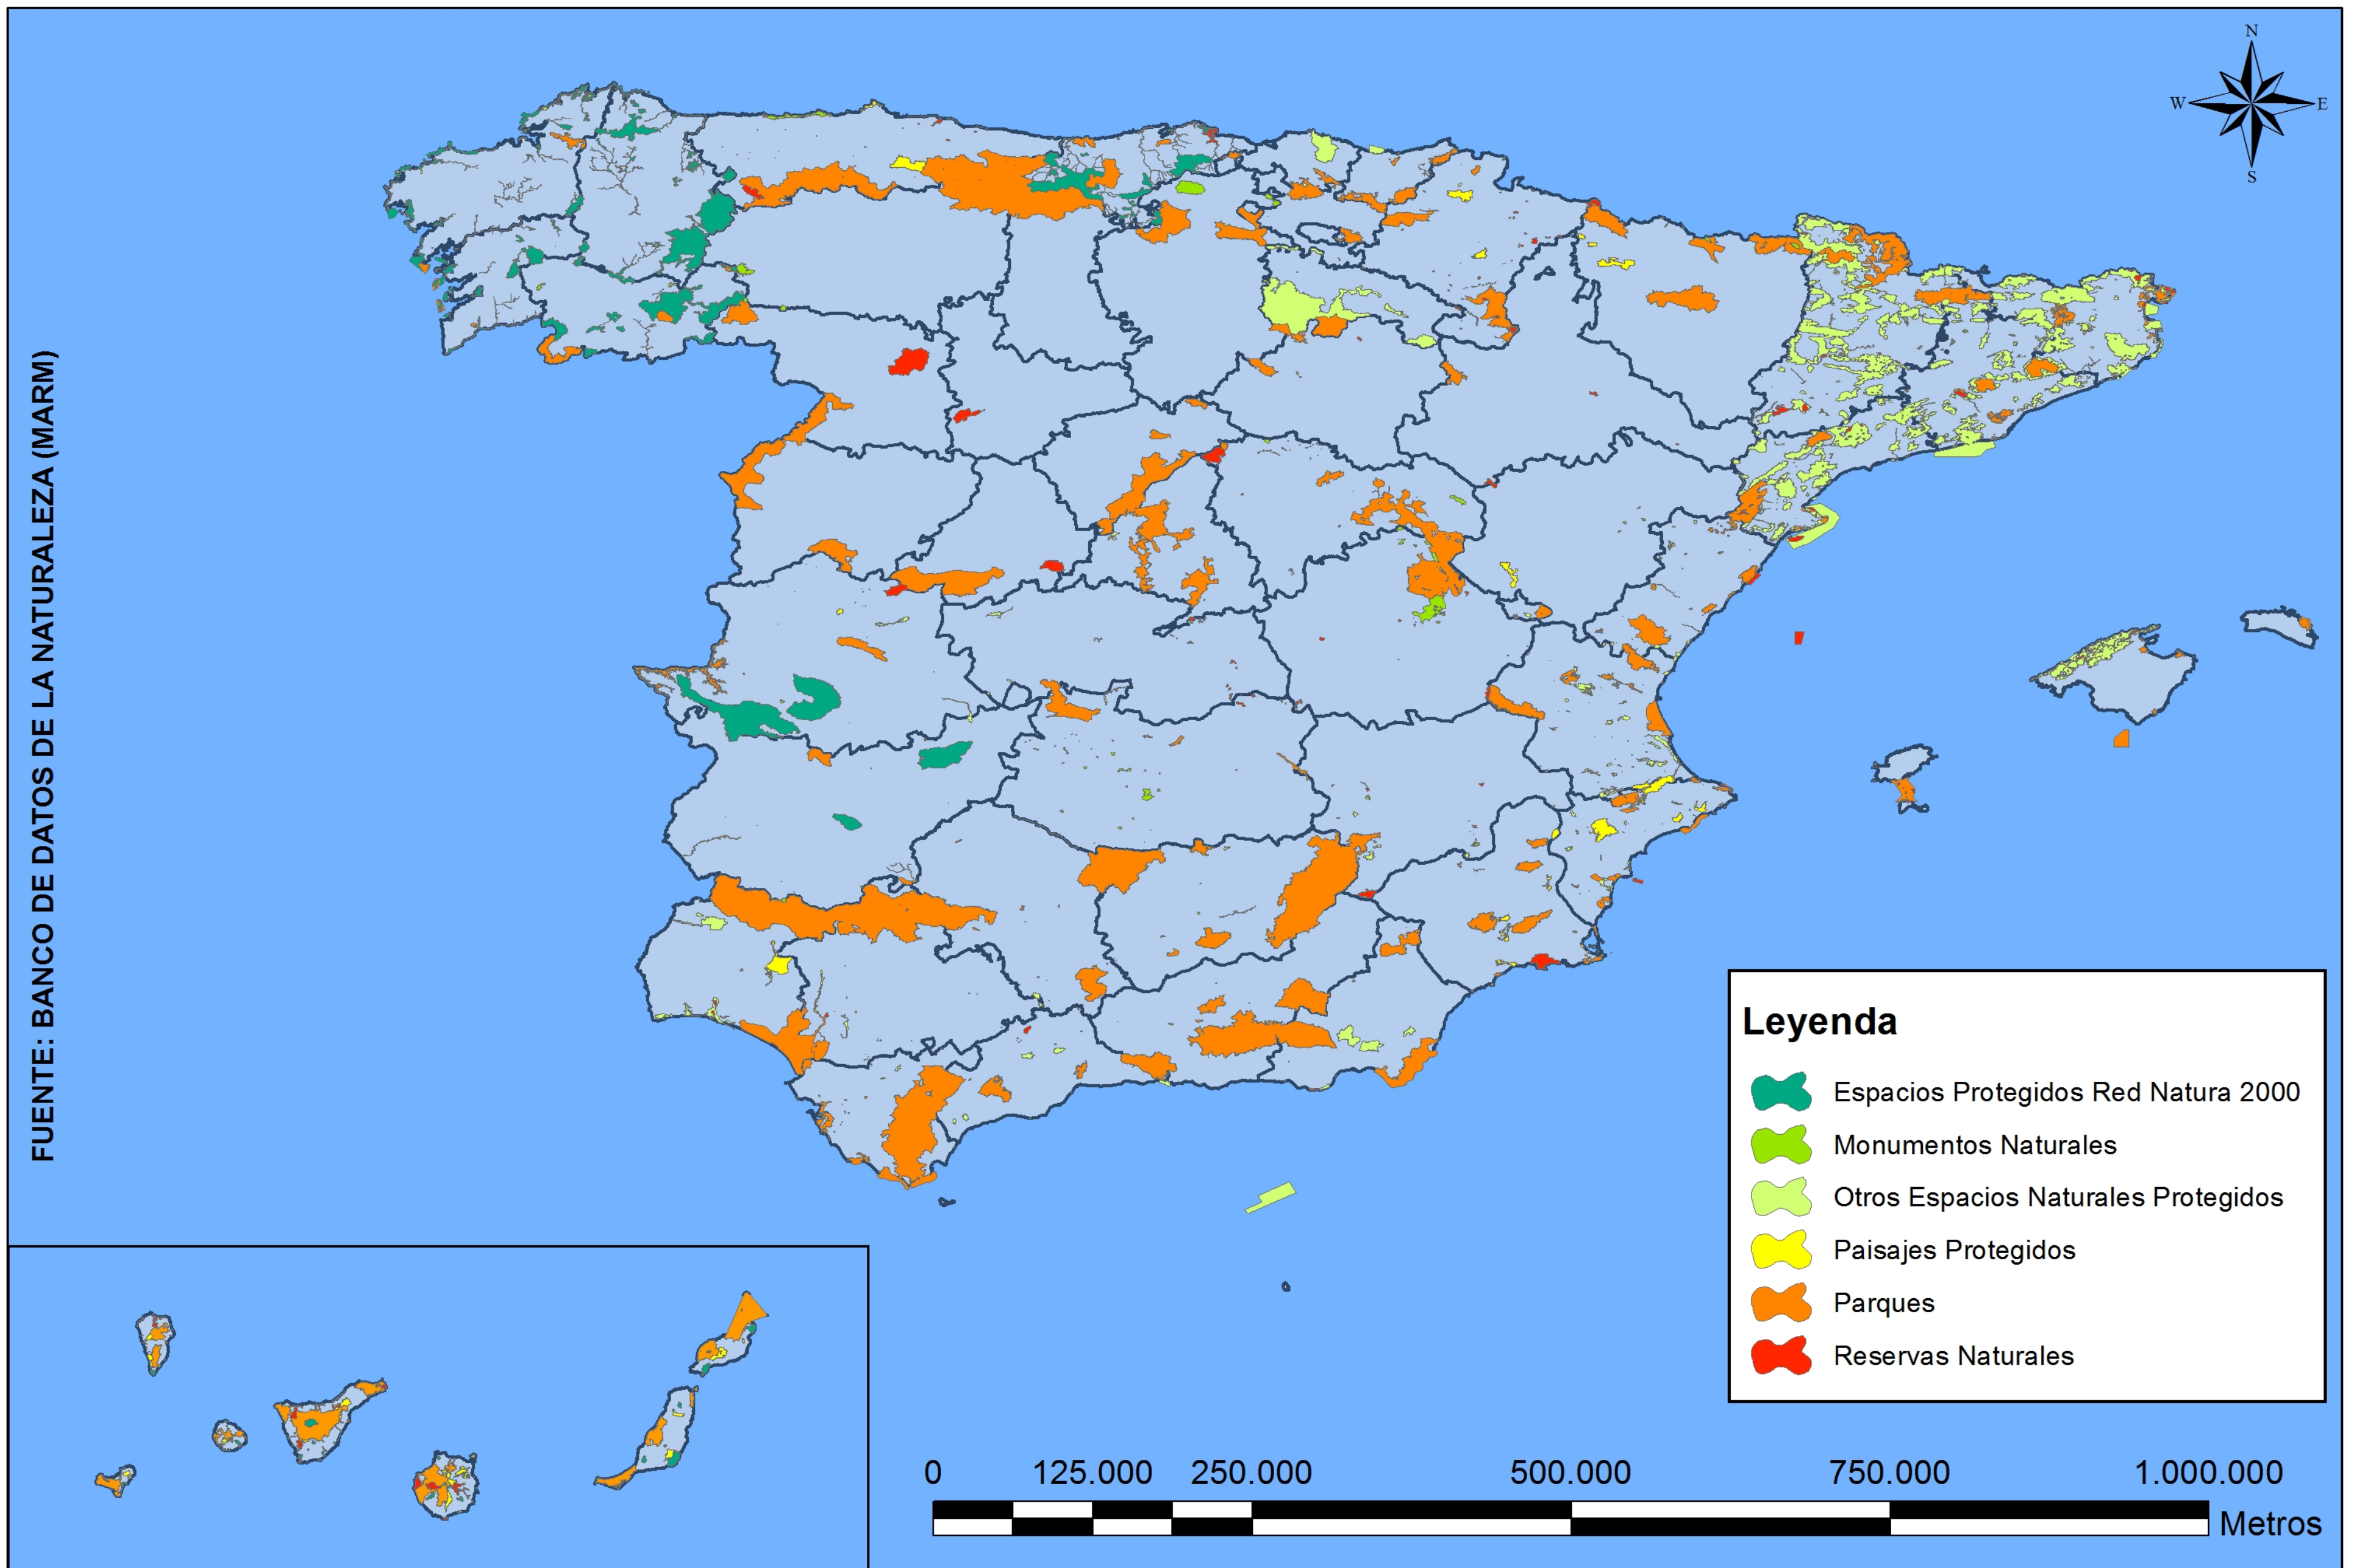 N
W E
S
FUENTE: BANCO DE DATOS DE LA NATURALEZA (MARM)
Leyenda
Espacios Protegidos Red Natura 2000
Monumentos Naturales
Otros Espacios Naturales Protegidos
Paisajes Protegidos
Parques
Reservas Naturales
0 125.000 250.000 500.000 750.000 1.000.000
Metros